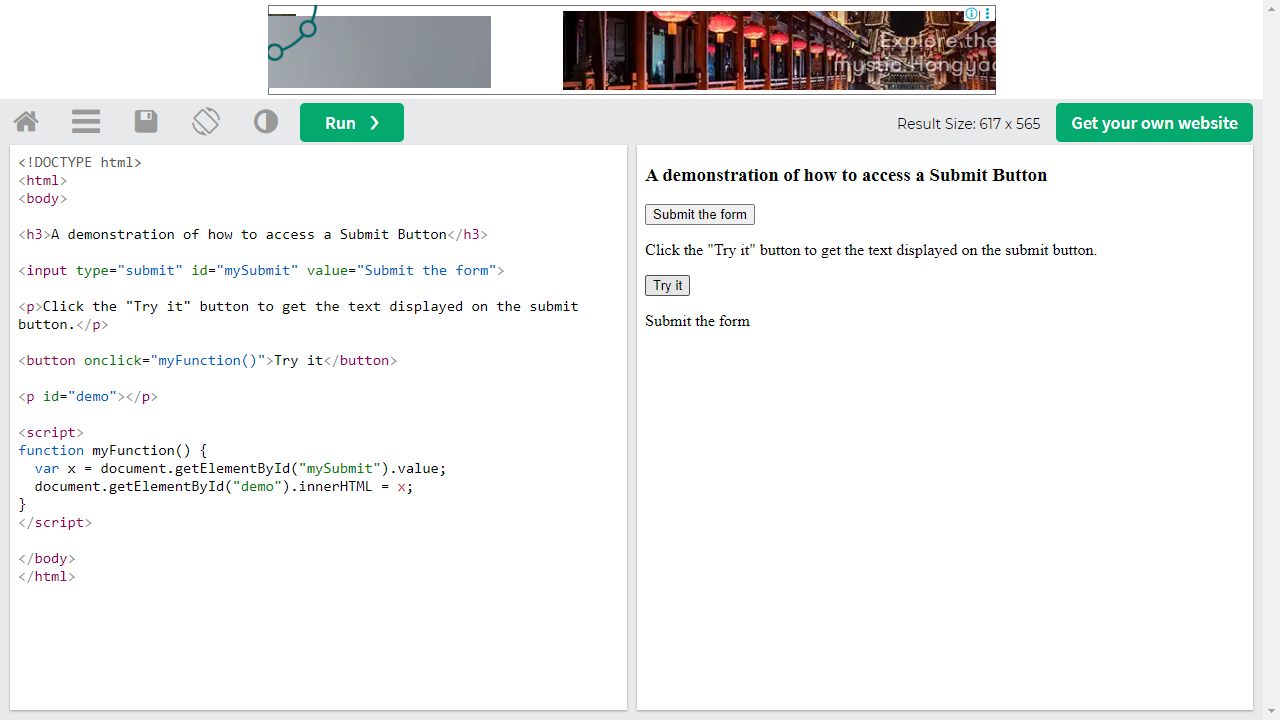 Explore the
mystic Hongyao
Run ❯
Result Size: 617 x 565
Get your own website
<!DOCTYPE html>
<html>
<body>
<h3>A demonstration of how to access a Submit Button</h3>
<input type="submit" id="mySubmit" value="Submit the form">
<p>Click the "Try it" button to get the text displayed on the submit
button.</p>
<button onclick="myFunction()">Try it</button>
<p id="demo"></p>
<script>
function myFunction() {
  var x = document.getElementById("mySubmit").value;
  document.getElementById("demo").innerHTML = x;
}
</script>
</body>
</html>
A demonstration of how to access a Submit Button
Submit the form
Click the "Try it" button to get the text displayed on the submit button.
Try it
Submit the form